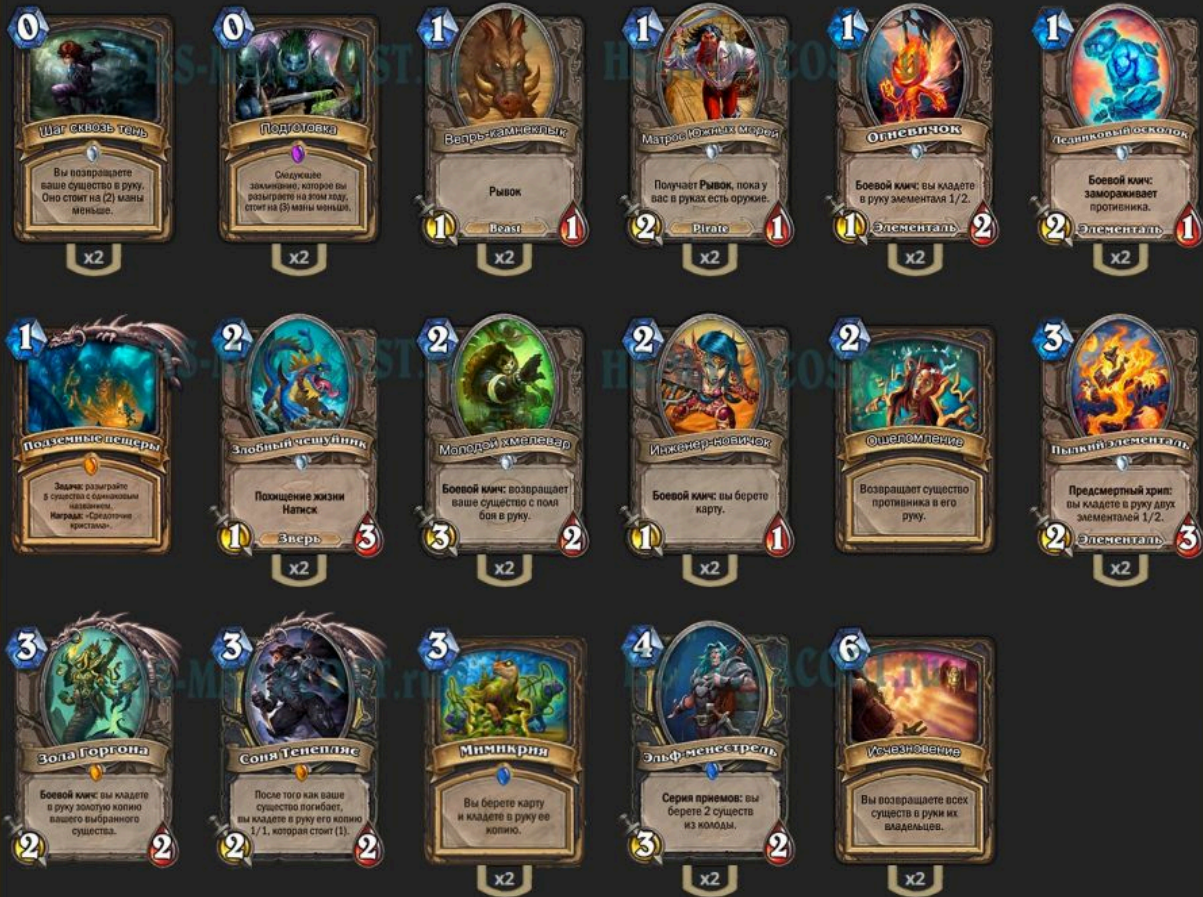 0
Шаг сквозь тень
Вы возвращаете
ваше существо в руку.
Оно стоит на (2) маны
меньше.
x2
0
Подготовка
Следующее
заклинание, которое вы
разыграете на этом ходу,
стоит на (3) маны меньше.
x2
1
Вепрь-камнеклык
Рывок
1
Beast
1
x2
1
Матрос Южных морей
Получает Рывок, пока у
вас в руках есть оружие.
2
Pirate
1
x2
1
Огневичок
Боевой клич: вы кладете
в руку элементаля 1/2.
1
Элементаль
2
x2
1
Ледниковый осколок
Боевой клич:
замораживает
противника.
2
Элементаль
1
x2
1
Подземные пещеры
Задача: разыграйте
5 существа с одинаковым
названием.
Награда: «Средоточие
кристалла».
2
Злобный чешуйник
Похищение жизни
Натиск
1
Зверь
3
x2
2
Молодой хмелевар
Боевой клич: возвращает
ваше существо с поля
боя в руку.
3
2
x2
2
Инженер-новичок
Боевой клич: вы берете
карту.
1
1
x2
2
Ошеломление
Возвращает существо
противника в его
руку.
3
Пылкий элементаль
Предсмертный хрип:
вы кладете в руку двух
элементалей 1/2.
2
Элементаль
3
x2
3
Зола Горгона
Боевой клич: вы кладете
в руку золотую копию
вашего выбранного
существа.
2
2
3
Соня Тенепляс
После того как ваше
существо погибает,
вы кладете в руку его копию
1/1, которая стоит (1).
2
2
3
Мимикрия
Вы берете карту
и кладете в руку ее
копию.
x2
4
Эльф-менестрель
Серия приемов: вы
берете 2 существ
из колоды.
3
2
x2
6
Исчезновение
Вы возвращаете всех
существ в руки их
владельцев.
x2